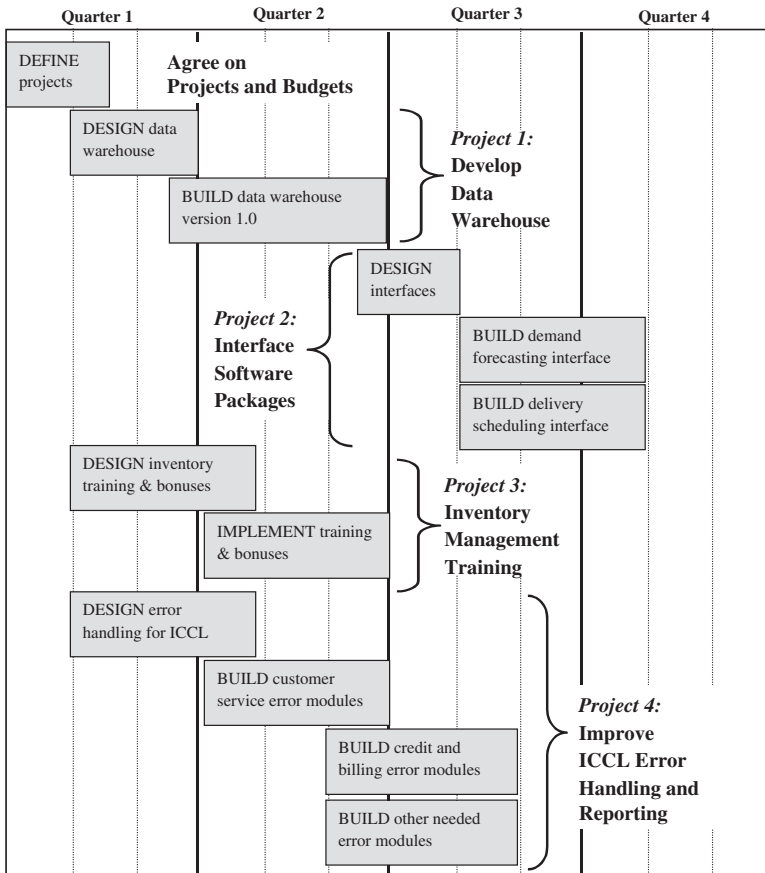 Quarter 1 Quarter 2 Quarter 3 Quarter 4
DEFINE
projects
Agree on
Projects and Budgets
DESIGN data
warehouse
Project 1:
Develop
Data
Warehouse
BUILD data warehouse
version 1.0
DESIGN
interfaces
Project 2:
Interface
Software
Packages
BUILD demand
forecasting interface
BUILD delivery
scheduling interface
DESIGN inventory
training & bonuses
Project 3:
Inventory
Management
Training
IMPLEMENT training
& bonuses
DESIGN error
handling for ICCL
BUILD customer
service error modules
Project 4:
Improve
ICCL Error
Handling and
Reporting
BUILD credit and
billing error modules
BUILD other needed
error modules